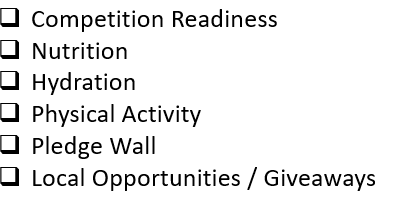 ❑ Competition Readiness
❑ Nutrition
❑ Hydration
❑ Physical Activity
❑ Pledge Wall
❑ Local Opportunities / Giveaways